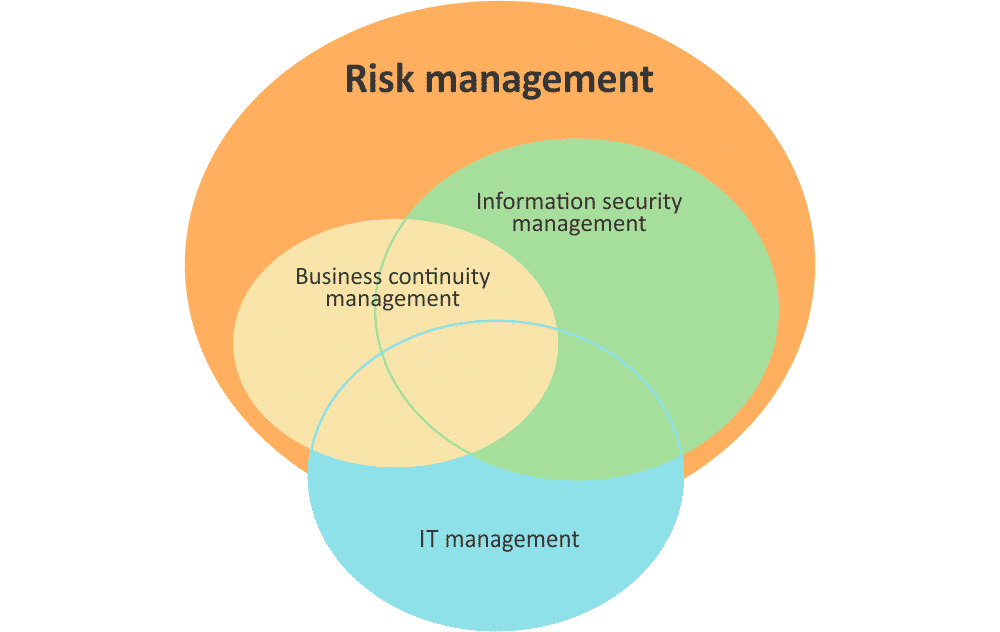 Risk management
Information security
management
Business continuity
management
IT management